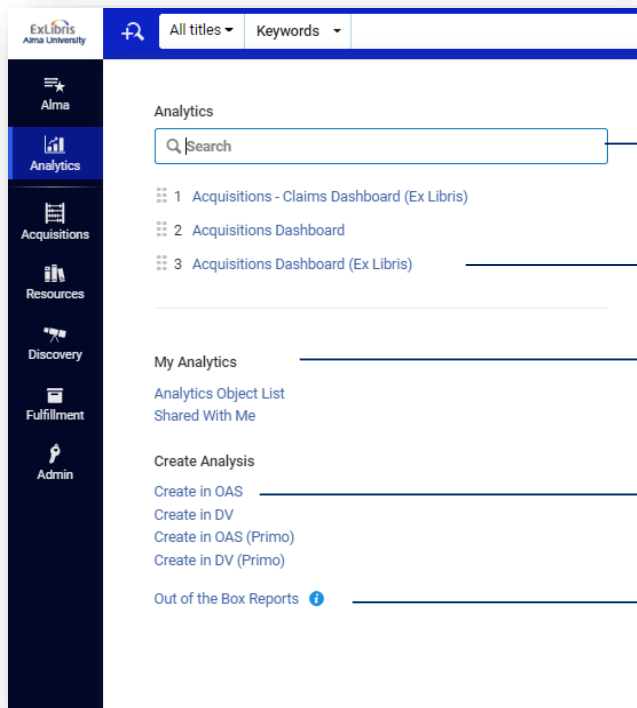 ExLibris
Alma University
All titles
Keywords
Alma
Analytics
Acquisitions
Resources
Discovery
Fulfillment
Admin
Analytics
Search
1 Acquisitions - Claims Dashboard (Ex Libris)
2 Acquisitions Dashboard
3 Acquisitions Dashboard (Ex Libris)
My Analytics
Analytics Object List
Shared With Me
Create Analysis
Create in OAS
Create in DV
Create in OAS (Primo)
Create in DV (Primo)
Out of the Box Reports